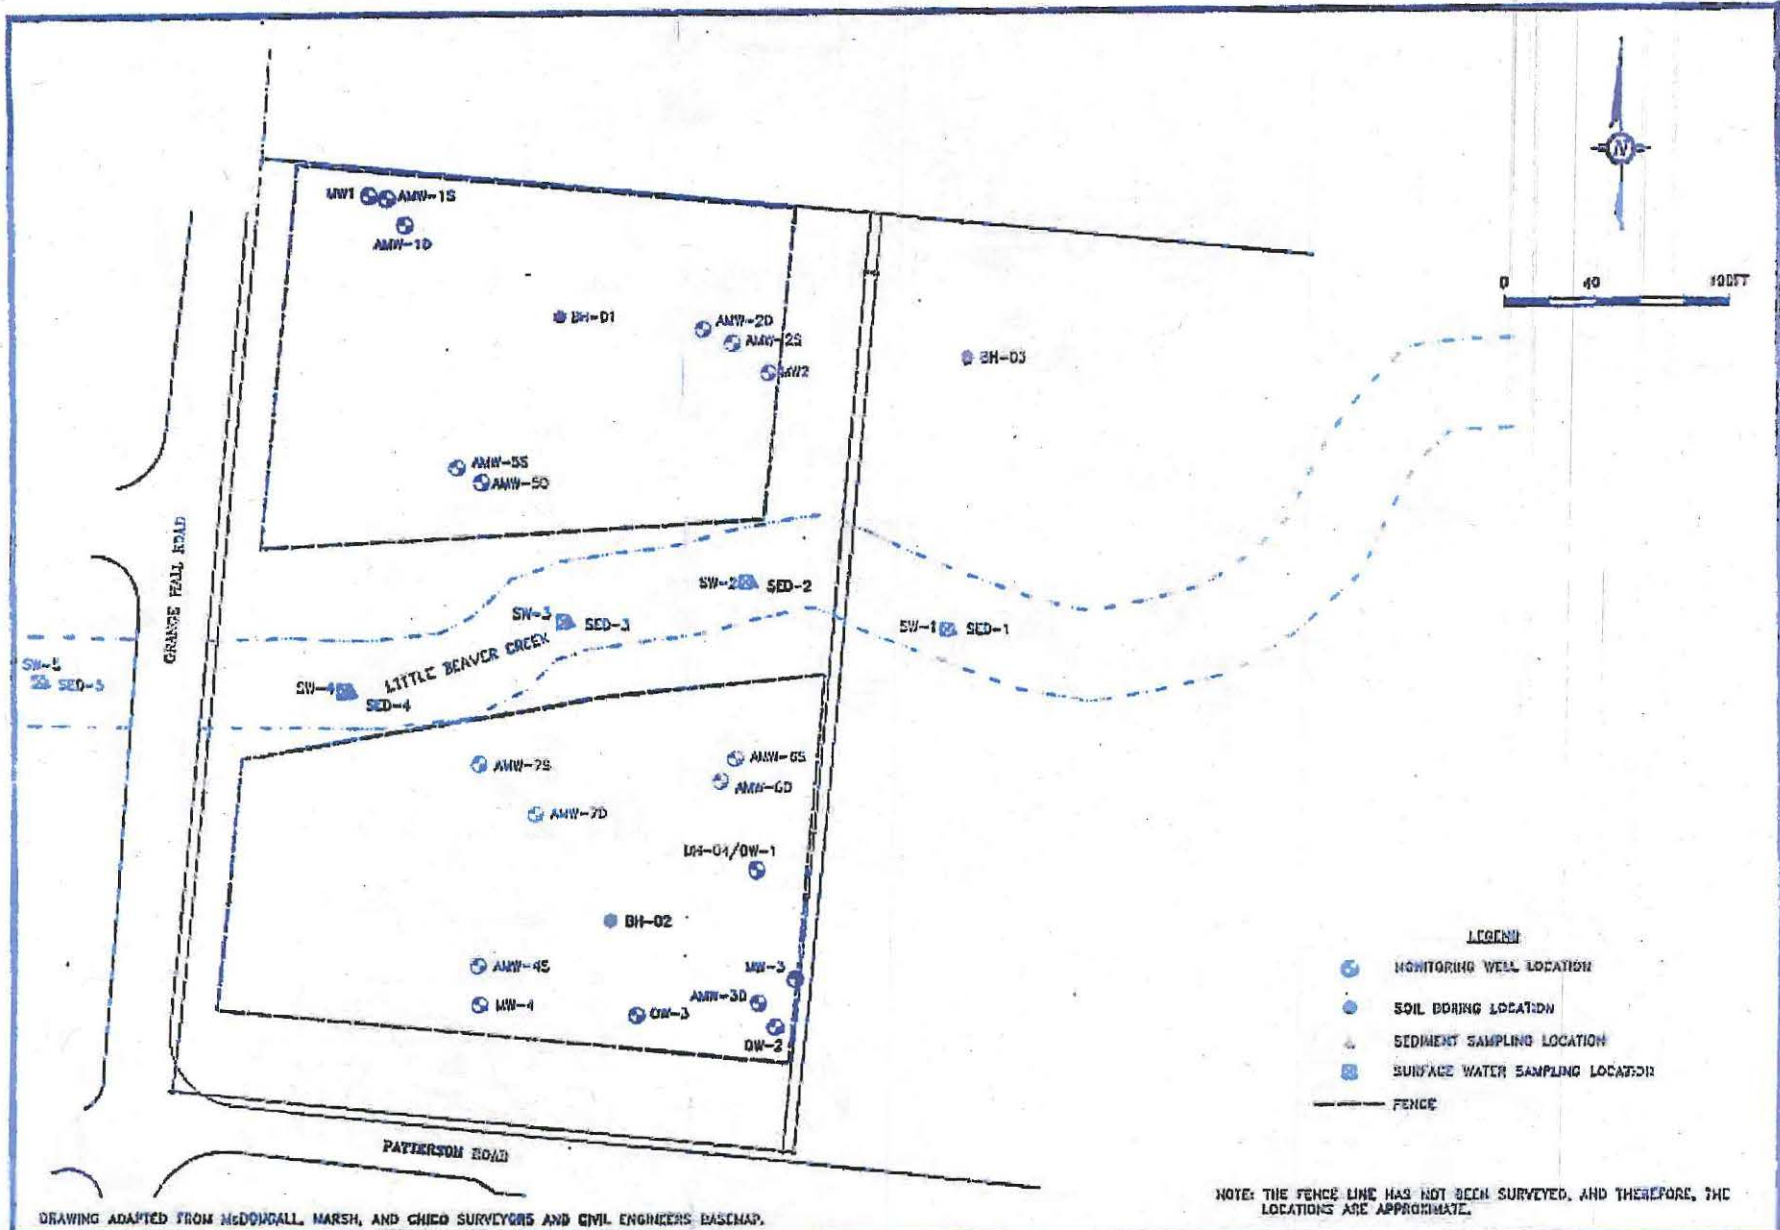 N
0 40 100FT
MW1 AMW-1S
AMW-1D
BH-01
AMW-2D
AMW-2S
MW2
BH-03
AMW-5S
AMW-5D
GRANGE HALL ROAD
SW-2 SED-2
SW-3 SED-3
SW-1 SED-1
LITTLE BEAVER CREEK
SW-5
SED-5
SW-4
SED-4
AMW-7S
AMW-6S
AMW-6D
AMW-7D
BH-04/OW-1
BH-02
AMW-4S
MW-3
AMW-3D
MW-4
OW-3
OW-2
LEGEND
MONITORING WELL LOCATION
SOIL BORING LOCATION
SEDIMENT SAMPLING LOCATION
SURFACE WATER SAMPLING LOCATION
FENCE
PATTERSON ROAD
NOTE: THE FENCE LINE HAS NOT BEEN SURVEYED, AND THEREFORE, THE
LOCATIONS ARE APPROXIMATE.
DRAWING ADAPTED FROM McDOUGALL, MARSH, AND CHICO SURVEYORS AND CIVIL ENGINEERS BASEMAP.